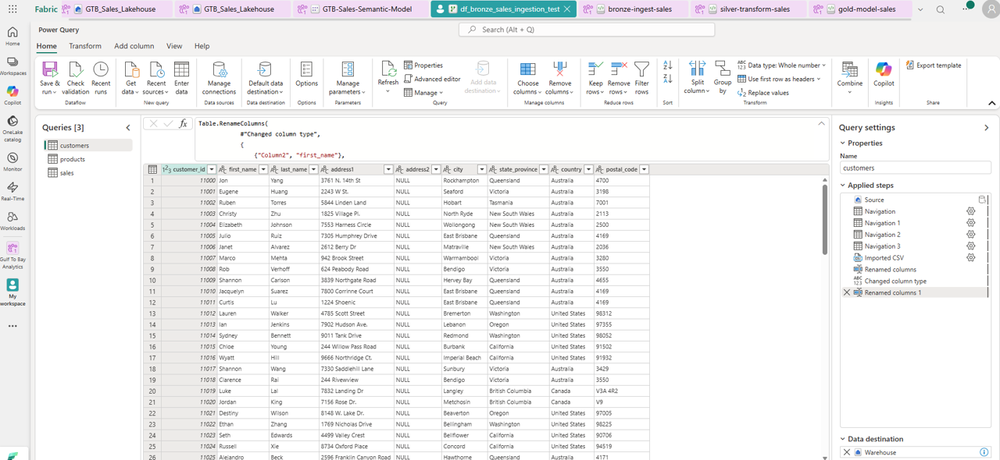 Fabric
GTB_Sales_Lakehouse
GTB_Sales_Lakehouse
GTB-Sales-Semantic-Model
df_bronze_sales_ingestion_test
bronze-ingest-sales
silver-transform-sales
gold-model-sales
Home
Workspaces
Copilot
OneLake
catalog
Monitor
Real-Time
Workloads
Gulf To Bay
Analytics
My
workspace
Power Query
Search (Alt + Q)
Home Transform Add column View Help
Save &
run
Check
validation
Recent
runs
Dataflow
Get
data
Recent
sources
Enter
data
New query
Manage
connections
Data sources
Default data
destination
Data destination
Options
Options
Manage
parameters
Parameters
Refresh
Properties
Advanced editor
Manage
Add data
destination
Query
Choose
columns
Remove
columns
Manage columns
Keep
rows
Remove
rows
Filter
rows
Reduce rows
Sort
Split
column
Group
by
Data type: Whole number
Use first row as headers
Replace values
Transform
Combine
Copilot
Insights
Export template
Share
Queries [3]
customers
products
sales
fx
Table.RenameColumns(
#"Changed column type",
{
{"Column2", "first_name"},
customer_id first_name last_name address1 address2 city state_province country postal_code
1 11000 Jon Yang 3761 N. 14th St NULL Rockhampton Queensland Australia 4700
2 11001 Eugene Huang 2243 W St. NULL Seaford Victoria Australia 3198
3 11002 Ruben Torres 5844 Linden Land NULL Hobart Tasmania Australia 7001
4 11003 Christy Zhu 1825 Village Pl. NULL North Ryde New South Wales Australia 2113
5 11004 Elizabeth Johnson 7553 Harness Circle NULL Wollongong New South Wales Australia 2500
6 11005 Julio Ruiz 7305 Humphrey Drive NULL East Brisbane Queensland Australia 4169
7 11006 Janet Alvarez 2612 Berry Dr NULL Matraville New South Wales Australia 2036
8 11007 Marco Mehta 942 Brook Street NULL Warrnambool Victoria Australia 3280
9 11008 Rob Verhoff 624 Peabody Road NULL Bendigo Victoria Australia 3550
10 11009 Shannon Carlson 3839 Northgate Road NULL Hervey Bay Queensland Australia 4655
11 11010 Jacquelyn Suarez 7800 Corrinne Court NULL East Brisbane Queensland Australia 4169
12 11011 Curtis Lu 1224 Shoenic NULL East Brisbane Queensland Australia 4169
13 11012 Lauren Walker 4785 Scott Street NULL Bremerton Washington United States 98312
14 11013 Ian Jenkins 7902 Hudson Ave. NULL Lebanon Oregon United States 97355
15 11014 Sydney Bennett 9011 Tank Drive NULL Redmond Washington United States 98052
16 11015 Chloe Young 244 Willow Pass Road NULL Burbank California United States 91502
17 11016 Wyatt Hill 9666 Northridge Ct. NULL Imperial Beach California United States 91932
18 11017 Shannon Wang 7330 Saddlehill Lane NULL Sunbury Victoria Australia 3429
19 11018 Clarence Rai 244 Rivewview NULL Bendigo Victoria Australia 3550
20 11019 Luke Lal 7832 Landing Dr NULL Langley British Columbia Canada V3A 4R2
21 11020 Jordan King 7156 Rose Dr. NULL Metchosin British Columbia Canada V9
22 11021 Destiny Wilson 8148 W. Lake Dr. NULL Beaverton Oregon United States 97005
23 11022 Ethan Zhang 1769 Nicholas Drive NULL Bellingham Washington United States 98225
24 11023 Seth Edwards 4499 Valley Crest NULL Bellflower California United States 90706
25 11024 Russell Xie 8734 Oxford Place NULL Concord California United States 94519
26 11025 Alejandro Beck 2596 Franklin Canyon Road NULL Hawthorne Queensland Australia 4171
Query settings
Properties
Name
customers
Applied steps
Source
Navigation
Navigation 1
Navigation 2
Navigation 3
Imported CSV
Renamed columns
Changed column type
Renamed columns 1
Data destination
Warehouse